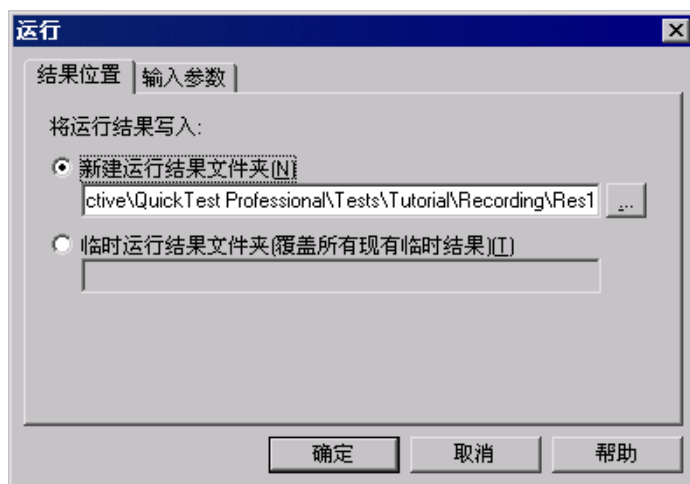 运行
结果位置 输入参数
将运行结果写入:
新建运行结果文件夹(N)
ctive\QuickTest Professional\Tests\Tutorial\Recording\Res1 ...
临时运行结果文件夹(覆盖所有现有临时结果)(T)
确定 取消 帮助